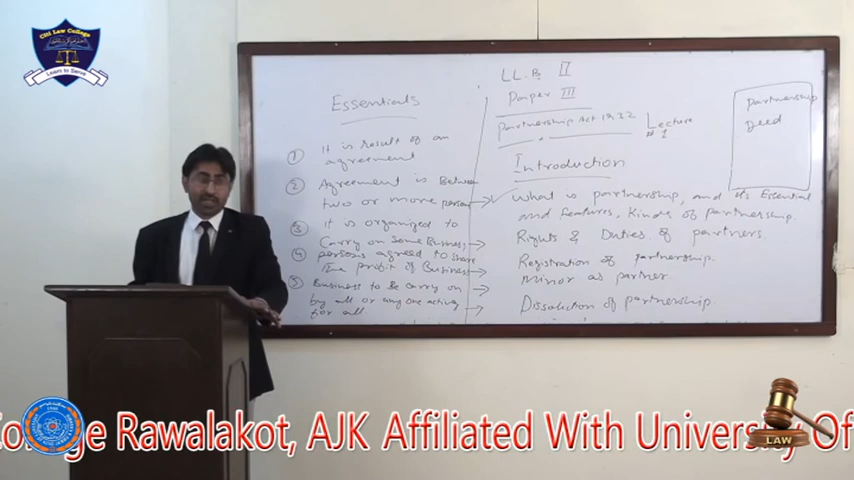 Citi Law College
Learn to Serve
Essentials
① It is result of an
agreement
② Agreement is Between
two or more persons
③ It is organized to
Carry on Some Business
④ persons agreed to share
the profit of Business
⑤ Business to be carry on
by all or any one acting
for all
LL.B II
Paper III
Partnership Act 1932
Lecture
# 1
Introduction
What is partnership, and its Essential
and features, Kinds of partnership.
Rights & Duties of partners.
Registration of partnership.
Minor as partner.
Dissolution of partnership.
partnership
Deed
College Rawalakot, AJK Affiliated With University Of
LAW